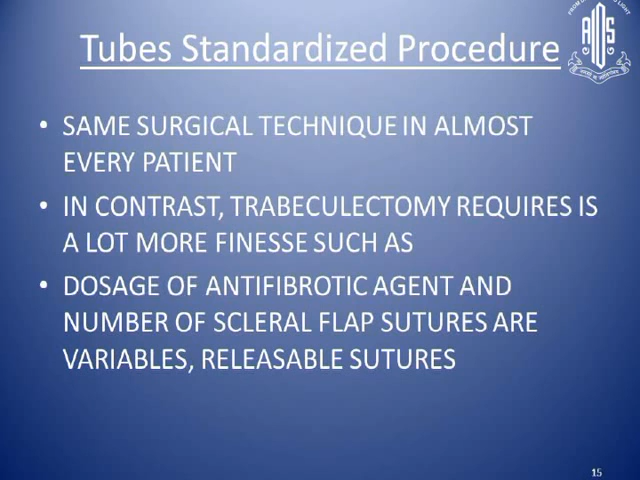 Tubes Standardized Procedure
• SAME SURGICAL TECHNIQUE IN ALMOST
EVERY PATIENT
• IN CONTRAST, TRABECULECTOMY REQUIRES IS
A LOT MORE FINESSE SUCH AS
• DOSAGE OF ANTIFIBROTIC AGENT AND
NUMBER OF SCLERAL FLAP SUTURES ARE
VARIABLES, RELEASABLE SUTURES
15